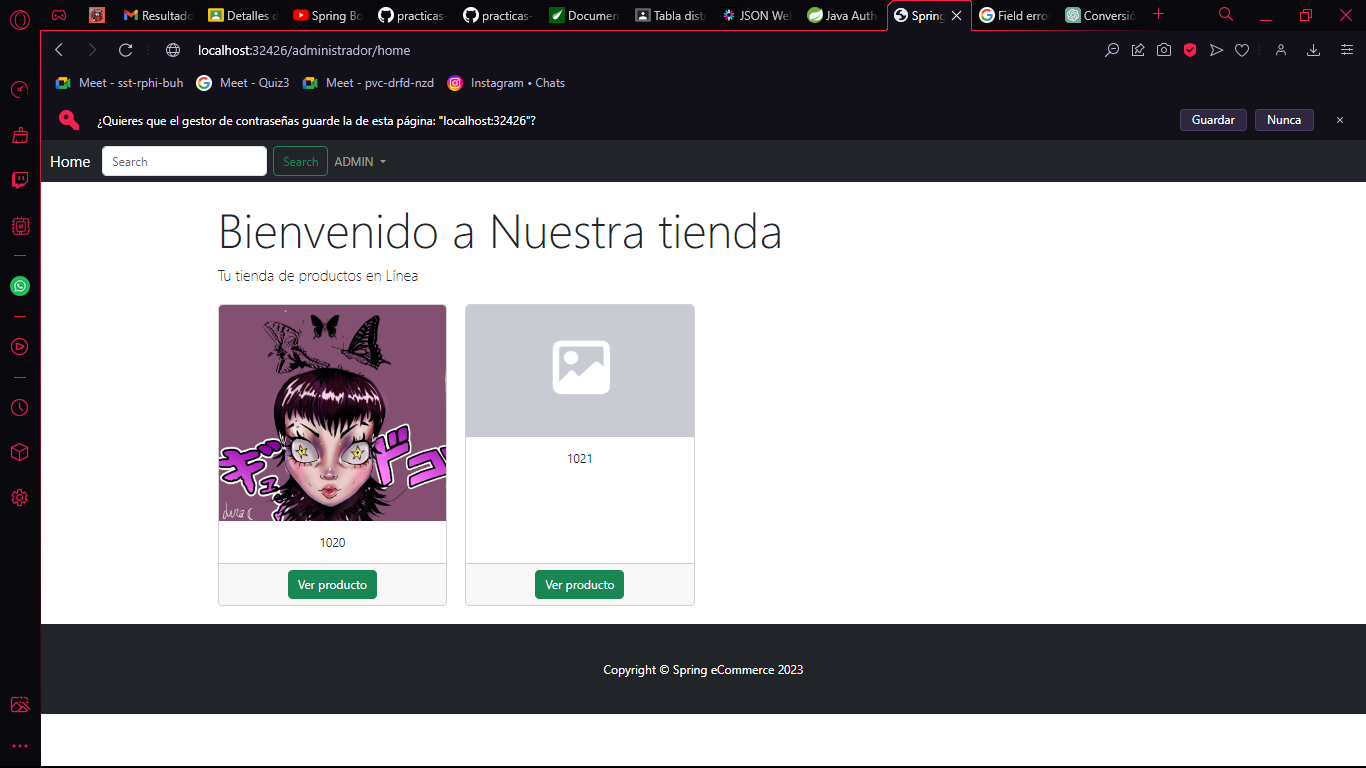 Resultado
Detalles d
Spring Bo
practicas-
practicas-
Documen
Tabla dist
JSON Web
Java Auth
Spring
Field erro
Conversió
localhost:32426/administrador/home
Meet - sst-rphi-buh
Meet - Quiz3
Meet - pvc-drfd-nzd
Instagram • Chats
¿Quieres que el gestor de contraseñas guarde la de esta página: "localhost:32426"?
Guardar
Nunca
Home
Search
Search
ADMIN
Bienvenido a Nuestra tienda
Tu tienda de productos en Línea
1020
Ver producto
1021
Ver producto
Copyright © Spring eCommerce 2023